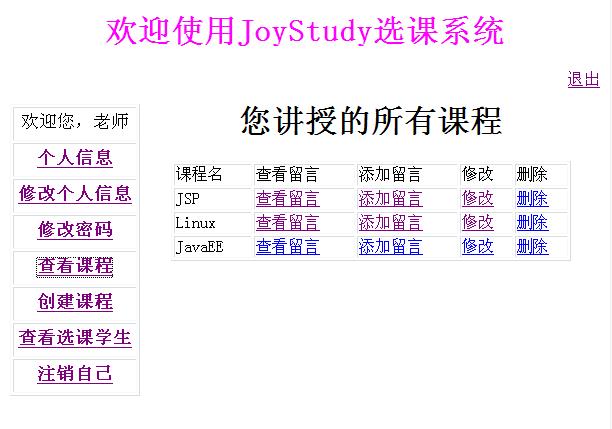 欢迎使用JoyStudy选课系统
退出
欢迎您，老师
个人信息
修改个人信息
修改密码
查看课程
创建课程
查看选课学生
注销自己
您讲授的所有课程
课程名 查看留言 添加留言 修改 删除
JSP 查看留言 添加留言 修改 删除
Linux 查看留言 添加留言 修改 删除
JavaEE 查看留言 添加留言 修改 删除